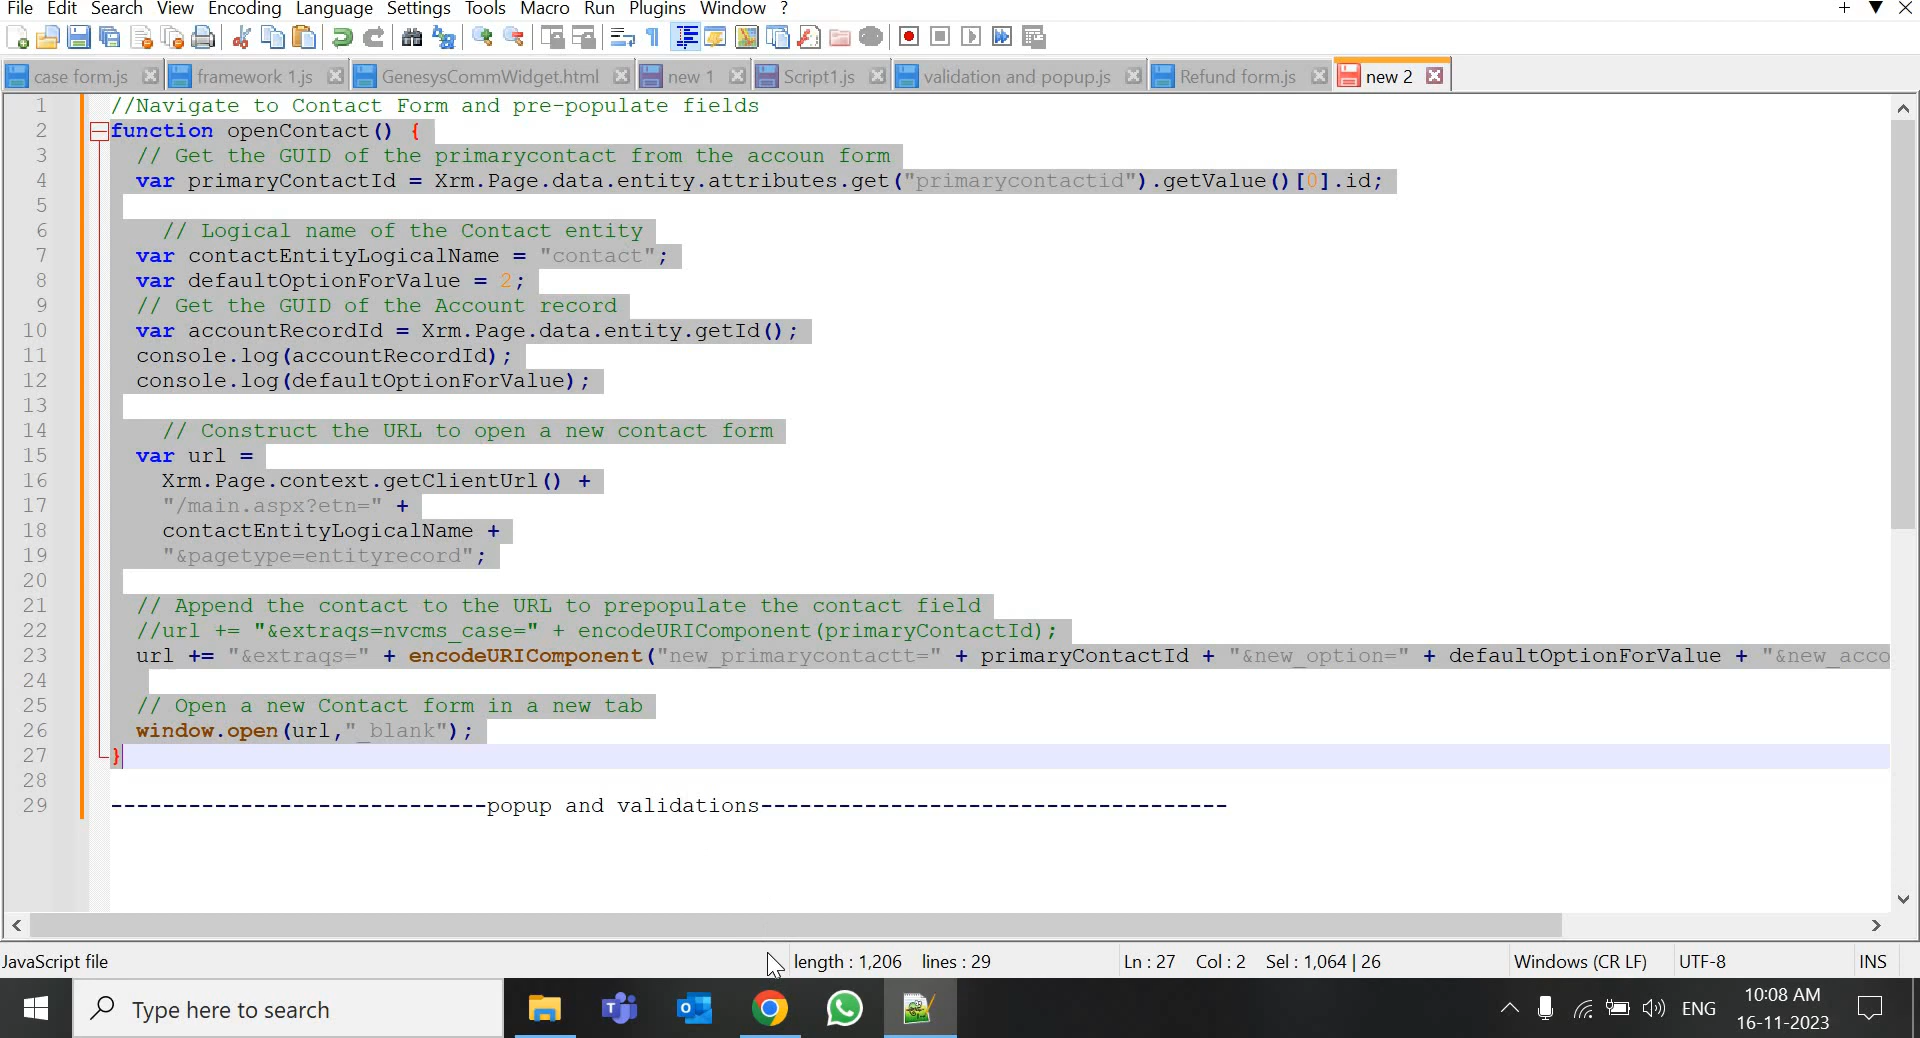 File Edit Search View Encoding Language Settings Tools Macro Run Plugins Window ?
case form.js framework 1.js GenesysCommWidget.html new 1 Script1.js validation and popup.js Refund form.js new 2
1 //Navigate to Contact Form and pre-populate fields
2 function openContact() {
3 // Get the GUID of the primarycontact from the accoun form
4 var primaryContactId = Xrm.Page.data.entity.attributes.get("primarycontactid").getValue()[0].id;
5
6 // Logical name of the Contact entity
7 var contactEntityLogicalName = "contact";
8 var defaultOptionForValue = 2;
9 // Get the GUID of the Account record
10 var accountRecordId = Xrm.Page.data.entity.getId();
11 console.log(accountRecordId);
12 console.log(defaultOptionForValue);
13
14 // Construct the URL to open a new contact form
15 var url =
16 Xrm.Page.context.getClientUrl() +
17 "/main.aspx?etn=" +
18 contactEntityLogicalName +
19 "&pagetype=entityrecord";
20
21 // Append the contact to the URL to prepopulate the contact field
22 //url += "&extraqs=nvcms_case=" + encodeURIComponent(primaryContactId);
23 url += "&extraqs=" + encodeURIComponent("new_primarycontactt=" + primaryContactId + "&new_option=" + defaultOptionForValue + "&new_acco
24
25 // Open a new Contact form in a new tab
26 window.open(url,"_blank");
27 }
28
29 -----------------------------popup and validations------------------------------------
JavaScript file length : 1,206 lines : 29 Ln : 27 Col : 2 Sel : 1,064 | 26 Windows (CR LF) UTF-8 INS
Type here to search
ENG
10:08 AM
16-11-2023